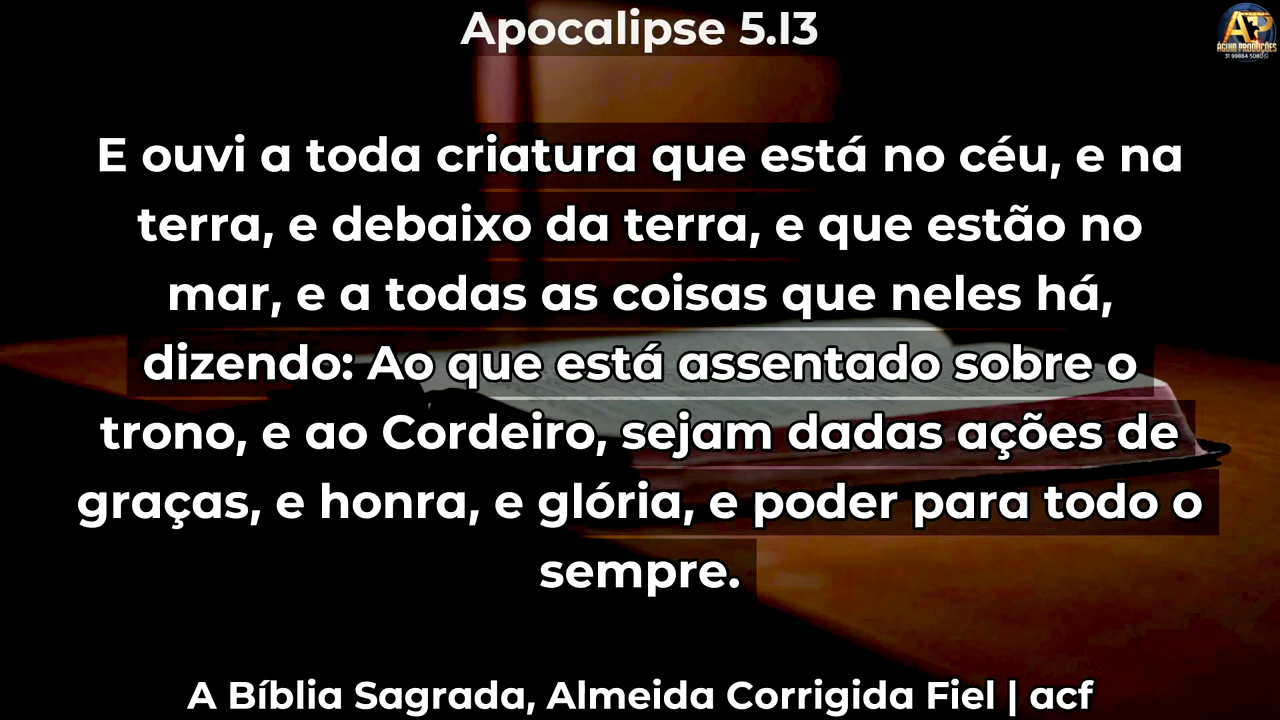 Apocalipse 5.13
E ouvi a toda criatura que está no céu, e na
terra, e debaixo da terra, e que estão no
mar, e a todas as coisas que neles há,
dizendo: Ao que está assentado sobre o
trono, e ao Cordeiro, sejam dadas ações de
graças, e honra, e glória, e poder para todo o
sempre.
A Bíblia Sagrada, Almeida Corrigida Fiel | acf
ÁGUIA PRODUÇÕES